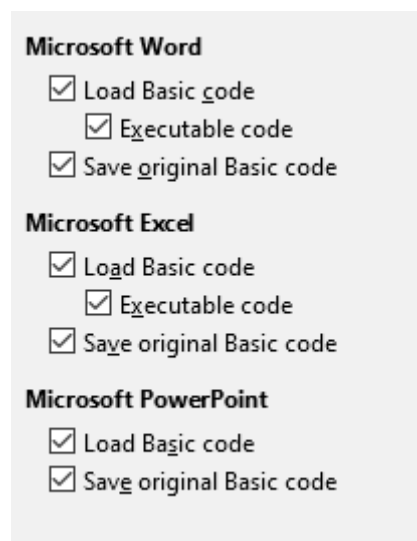 Microsoft Word
Load Basic code
Executable code
Save original Basic code
Microsoft Excel
Load Basic code
Executable code
Save original Basic code
Microsoft PowerPoint
Load Basic code
Save original Basic code